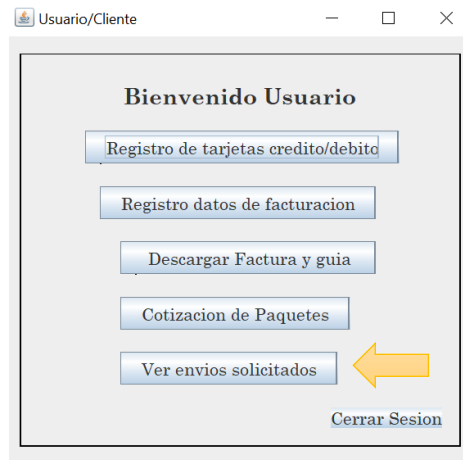 Usuario/Cliente
Bienvenido Usuario
Registro de tarjetas credito/debito
Registro datos de facturacion
Descargar Factura y guia
Cotizacion de Paquetes
Ver envios solicitados
Cerrar Sesion